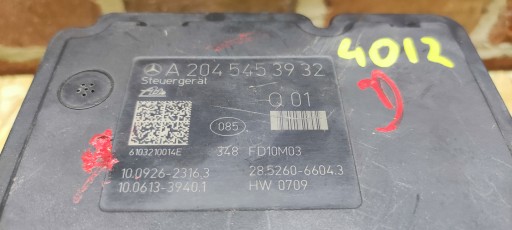 A 204 545 39 32
Steuergerät
Ate
Q 01
085
6103210014E
348 FD10M03
10.0926-2316.3
28.5260-6604.3
10.0613-3940.1
HW 0709
4012